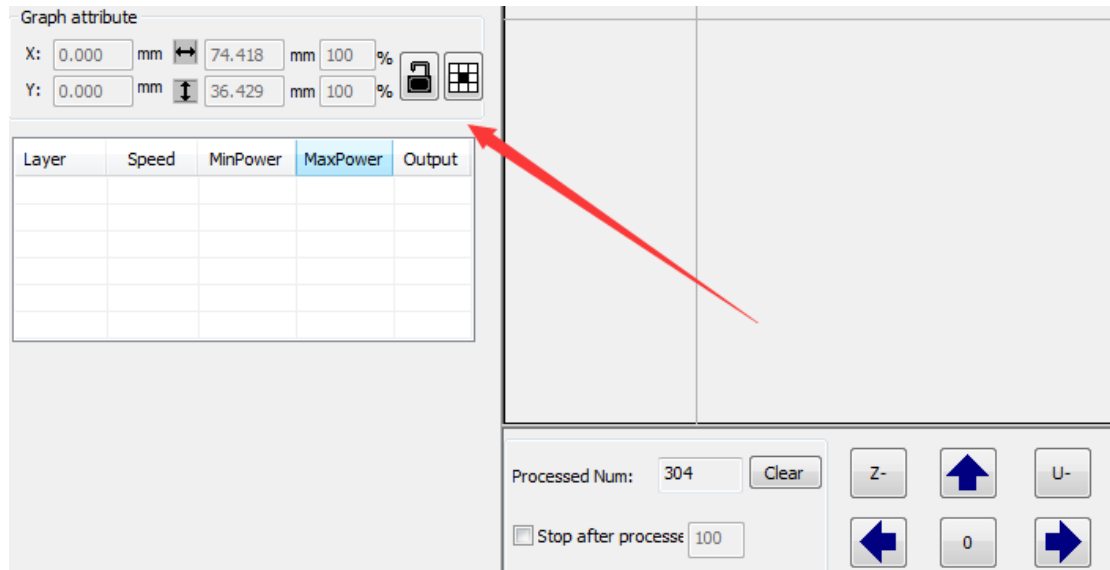 Graph attribute
X: 0.000 mm 74.418 mm 100 %
Y: 0.000 mm 36.429 mm 100 %
Layer Speed MinPower MaxPower Output
Processed Num: 304 Clear Z- U-
Stop after processe 100 0